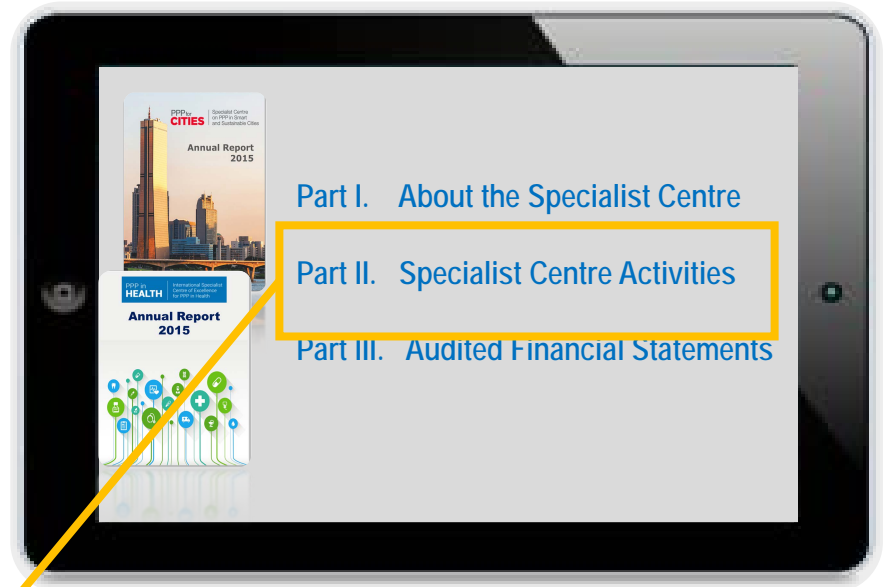 PPP for
CITIES
Specialist Centre
on PPP in Smart
and Sustainable Cities
Annual Report
2015
PPP in
HEALTH
International Specialist
Centre of Excellence
for PPP in Health
Annual Report
2015
Part I. About the Specialist Centre
Part II. Specialist Centre Activities
Part III. Audited Financial Statements